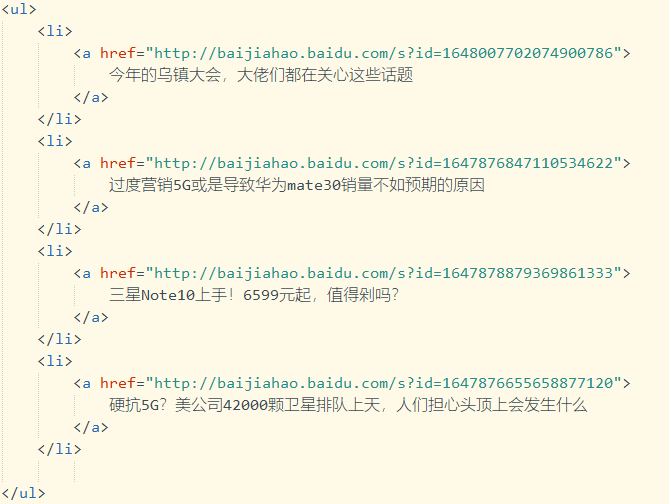 <ul>
<li>
<a href="http://baijiahao.baidu.com/s?id=1648007702074900786">
今年的乌镇大会，大佬们都在关心这些话题
</a>
</li>
<li>
<a href="http://baijiahao.baidu.com/s?id=1647876847110534622">
过度营销5G或是导致华为mate30销量不如预期的原因
</a>
</li>
<li>
<a href="http://baijiahao.baidu.com/s?id=1647878879369861333">
三星Note10上手！6599元起，值得剁吗？
</a>
</li>
<li>
<a href="http://baijiahao.baidu.com/s?id=1647876655658877120">
硬抗5G？美公司42000颗卫星排队上天，人们担心头顶上会发生什么
</a>
</li>
</ul>